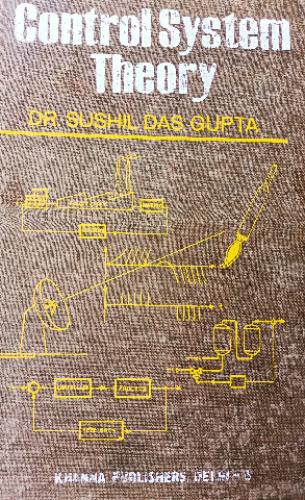 Control System
Theory
DR SUSHIL DAS GUPTA
KHANNA PUBLISHERS DELHI-6